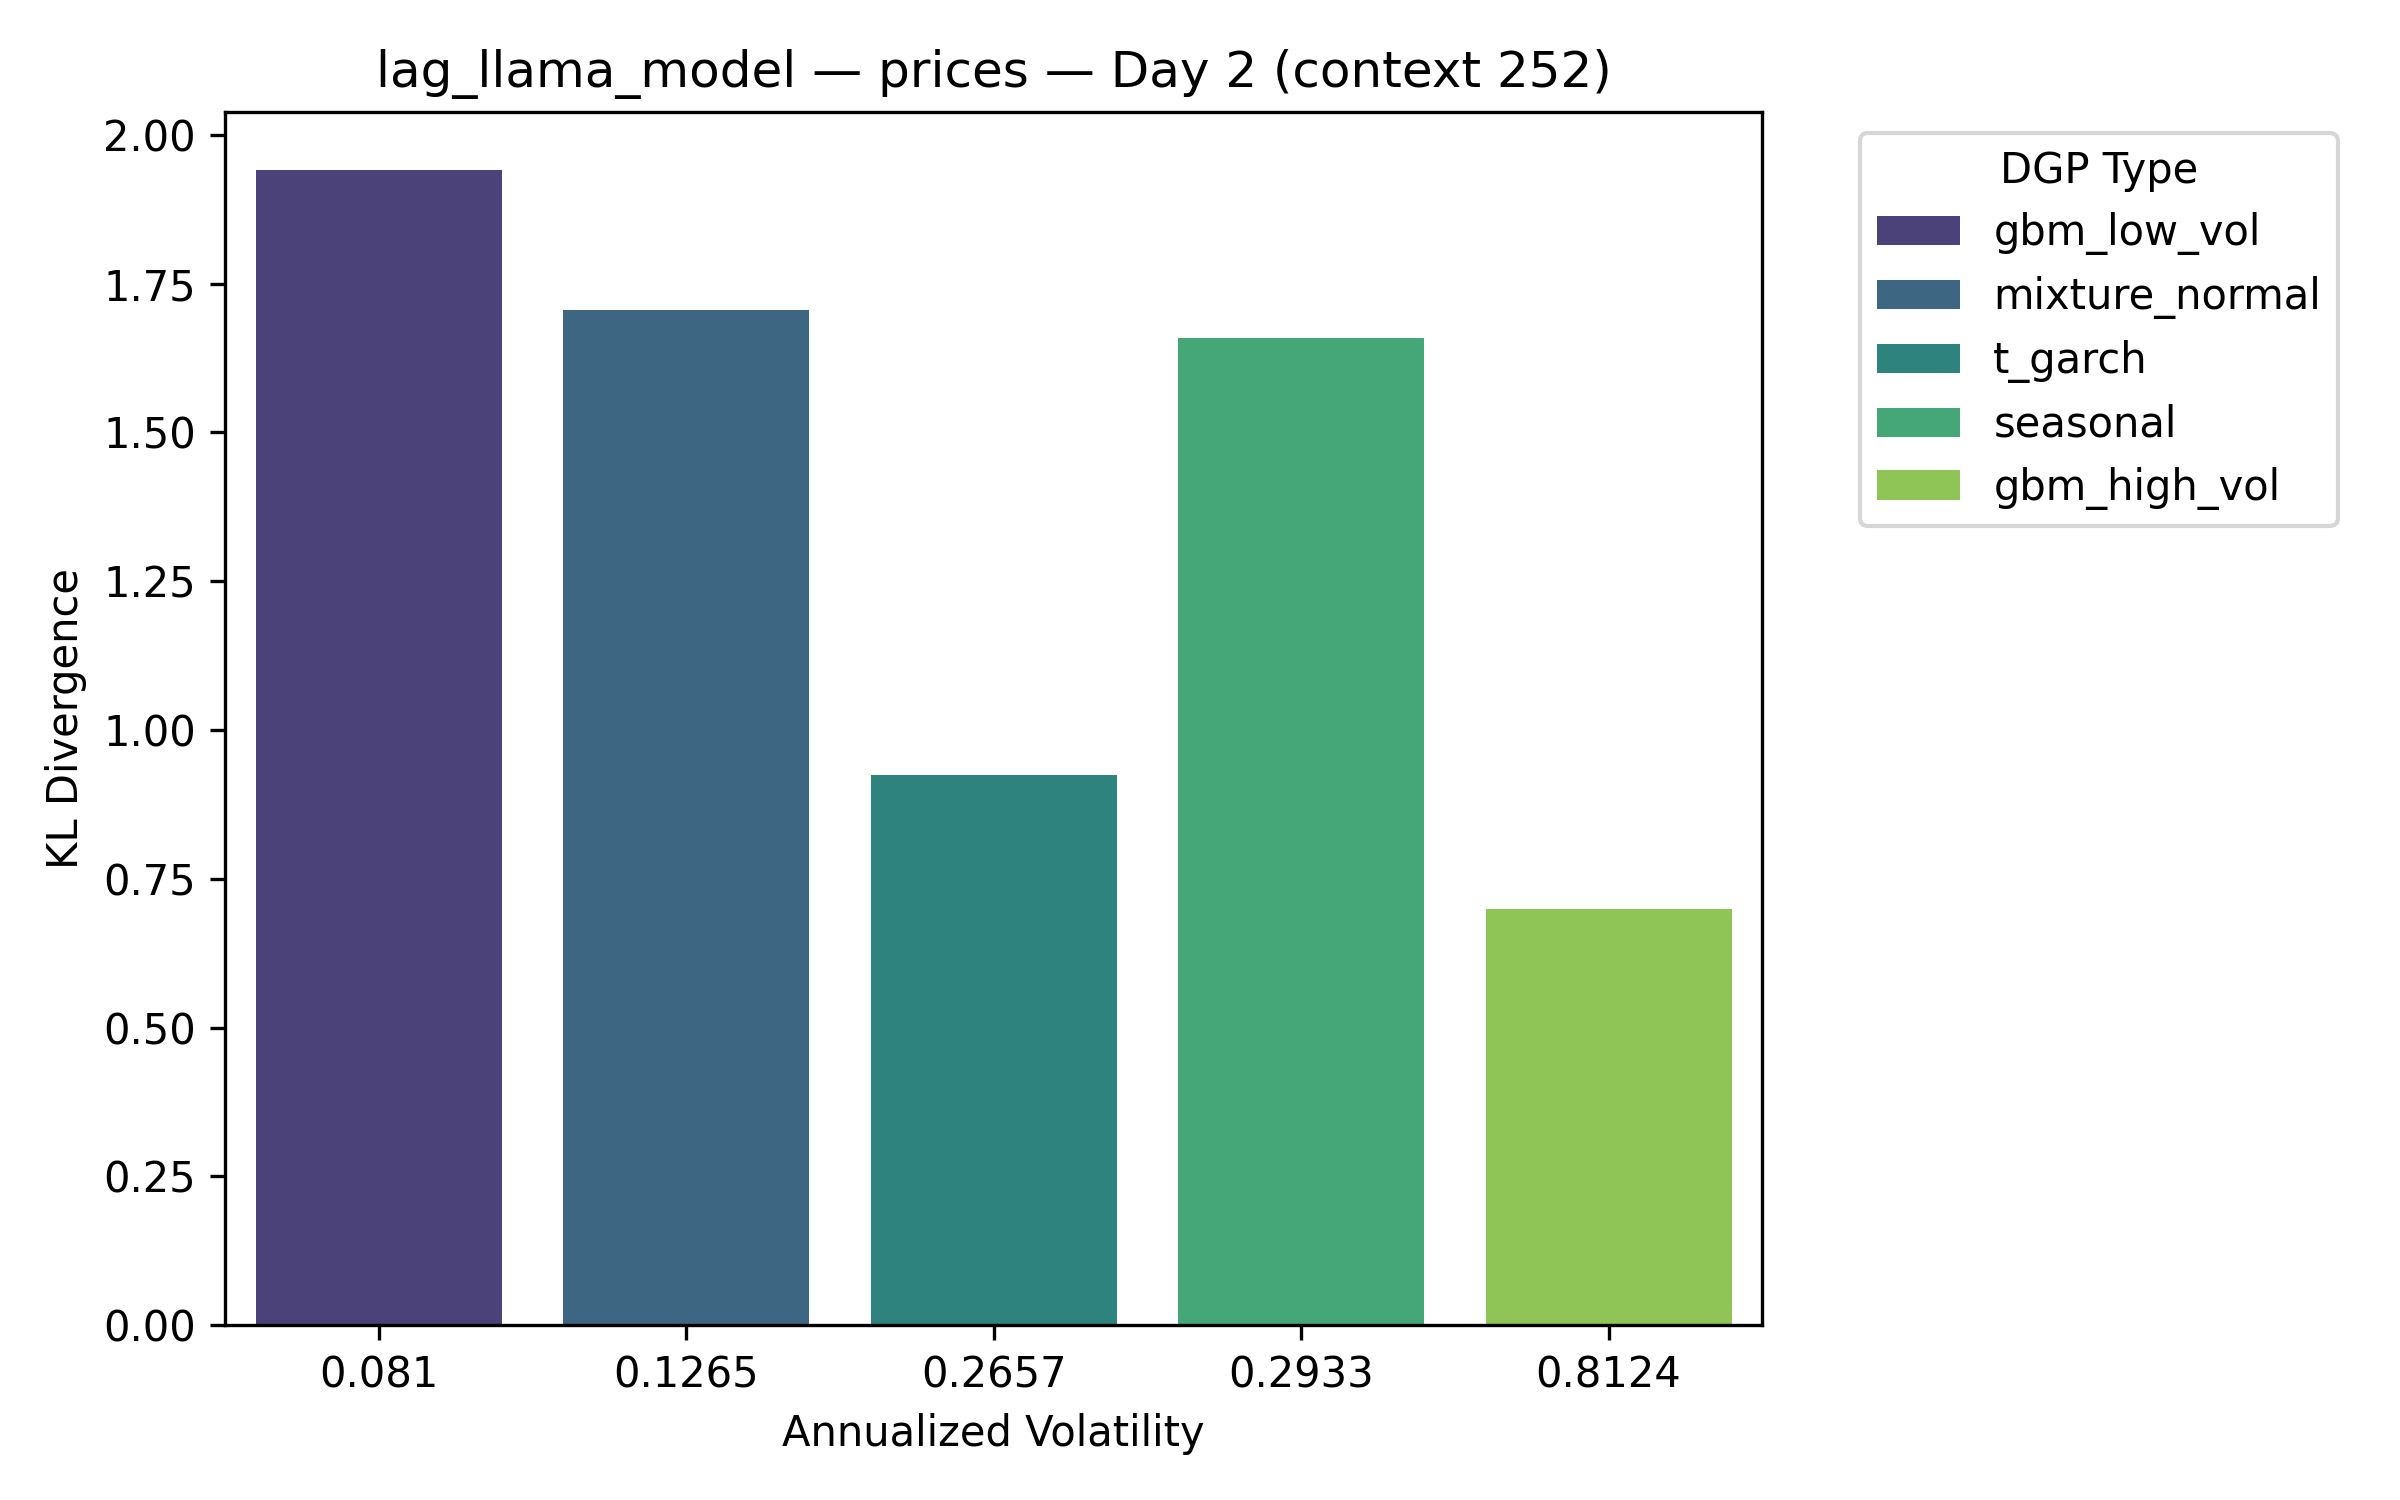 lag_llama_model — prices — Day 2 (context 252)
KL Divergence
2.00
1.75
1.50
1.25
1.00
0.75
0.50
0.25
0.00
0.081 0.1265 0.2657 0.2933 0.8124
Annualized Volatility
DGP Type
gbm_low_vol
mixture_normal
t_garch
seasonal
gbm_high_vol